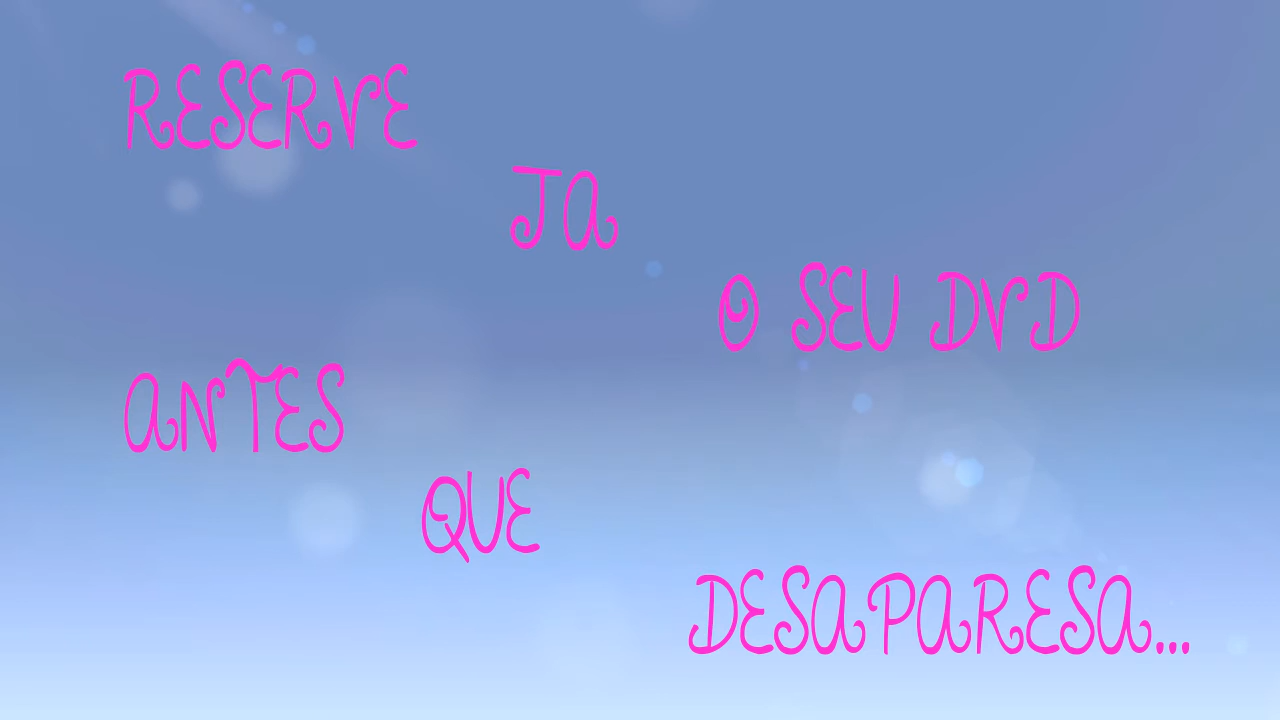 RESERVE
JA
O SEU DVD
ANTES
QUE
DESAPARESA...